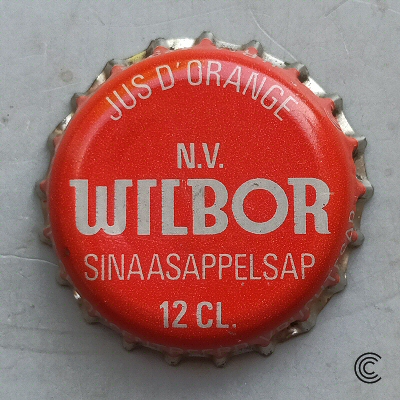 JUS D'ORANGE
N.V.
WILBOR
SINAASAPPELSAP
12 CL.